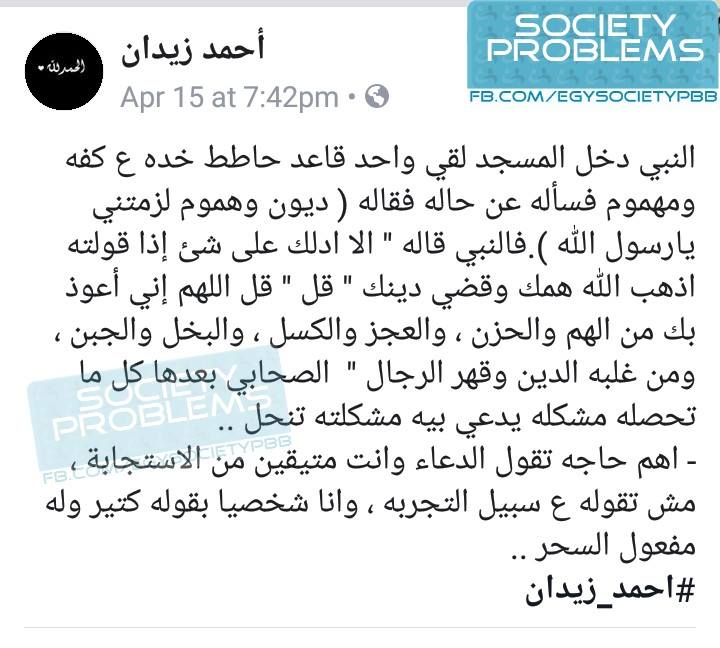 SOCIETY
PROBLEMS
FB.COM/EGYSOCIETYPBB
الحمدلله
أحمد زيدان
Apr 15 at 7:42pm
النبي دخل المسجد لقي واحد قاعد حاطط خده ع كفه
ومهموم فسأله عن حاله فقاله ( ديون وهموم لزمتني
يارسول الله ).فالنبي قاله " الا ادلك على شئ إذا قولته
اذهب الله همك وقضي دينك " قل " قل اللهم إني أعوذ
بك من الهم والحزن ، والعجز والكسل ، والبخل والجبن ،
ومن غلبه الدين وقهر الرجال " الصحابي بعدها كل ما
تحصله مشكله يدعي بيه مشكلته تنحل ..
SOCIETY
PROBLEMS
FB.COM/EGYSOCIETYPBB
- اهم حاجه تقول الدعاء وانت متيقين من الاستجابة ،
مش تقوله ع سبيل التجربه ، وانا شخصيا بقوله كتير وله
مفعول السحر ..
#احمد_زيدان